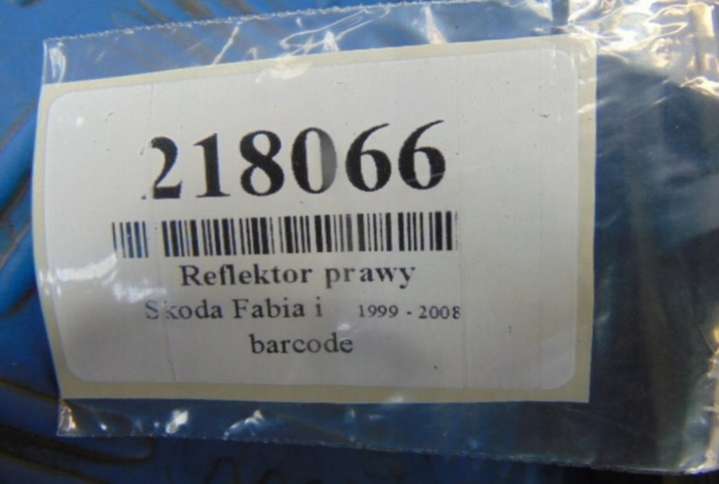 218066
Reflektor prawy
Skoda Fabia i 1999 - 2008
barcode